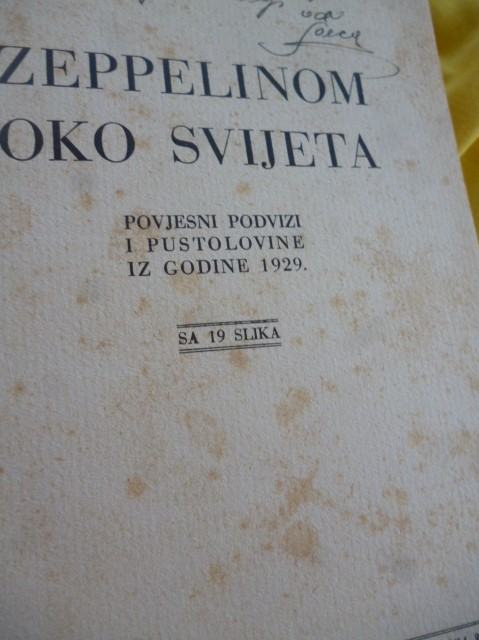 ZEPPELINOM
OKO SVIJETA
POVJESNI PODVIZI
I PUSTOLOVINE
IZ GODINE 1929.
SA 19 SLIKA